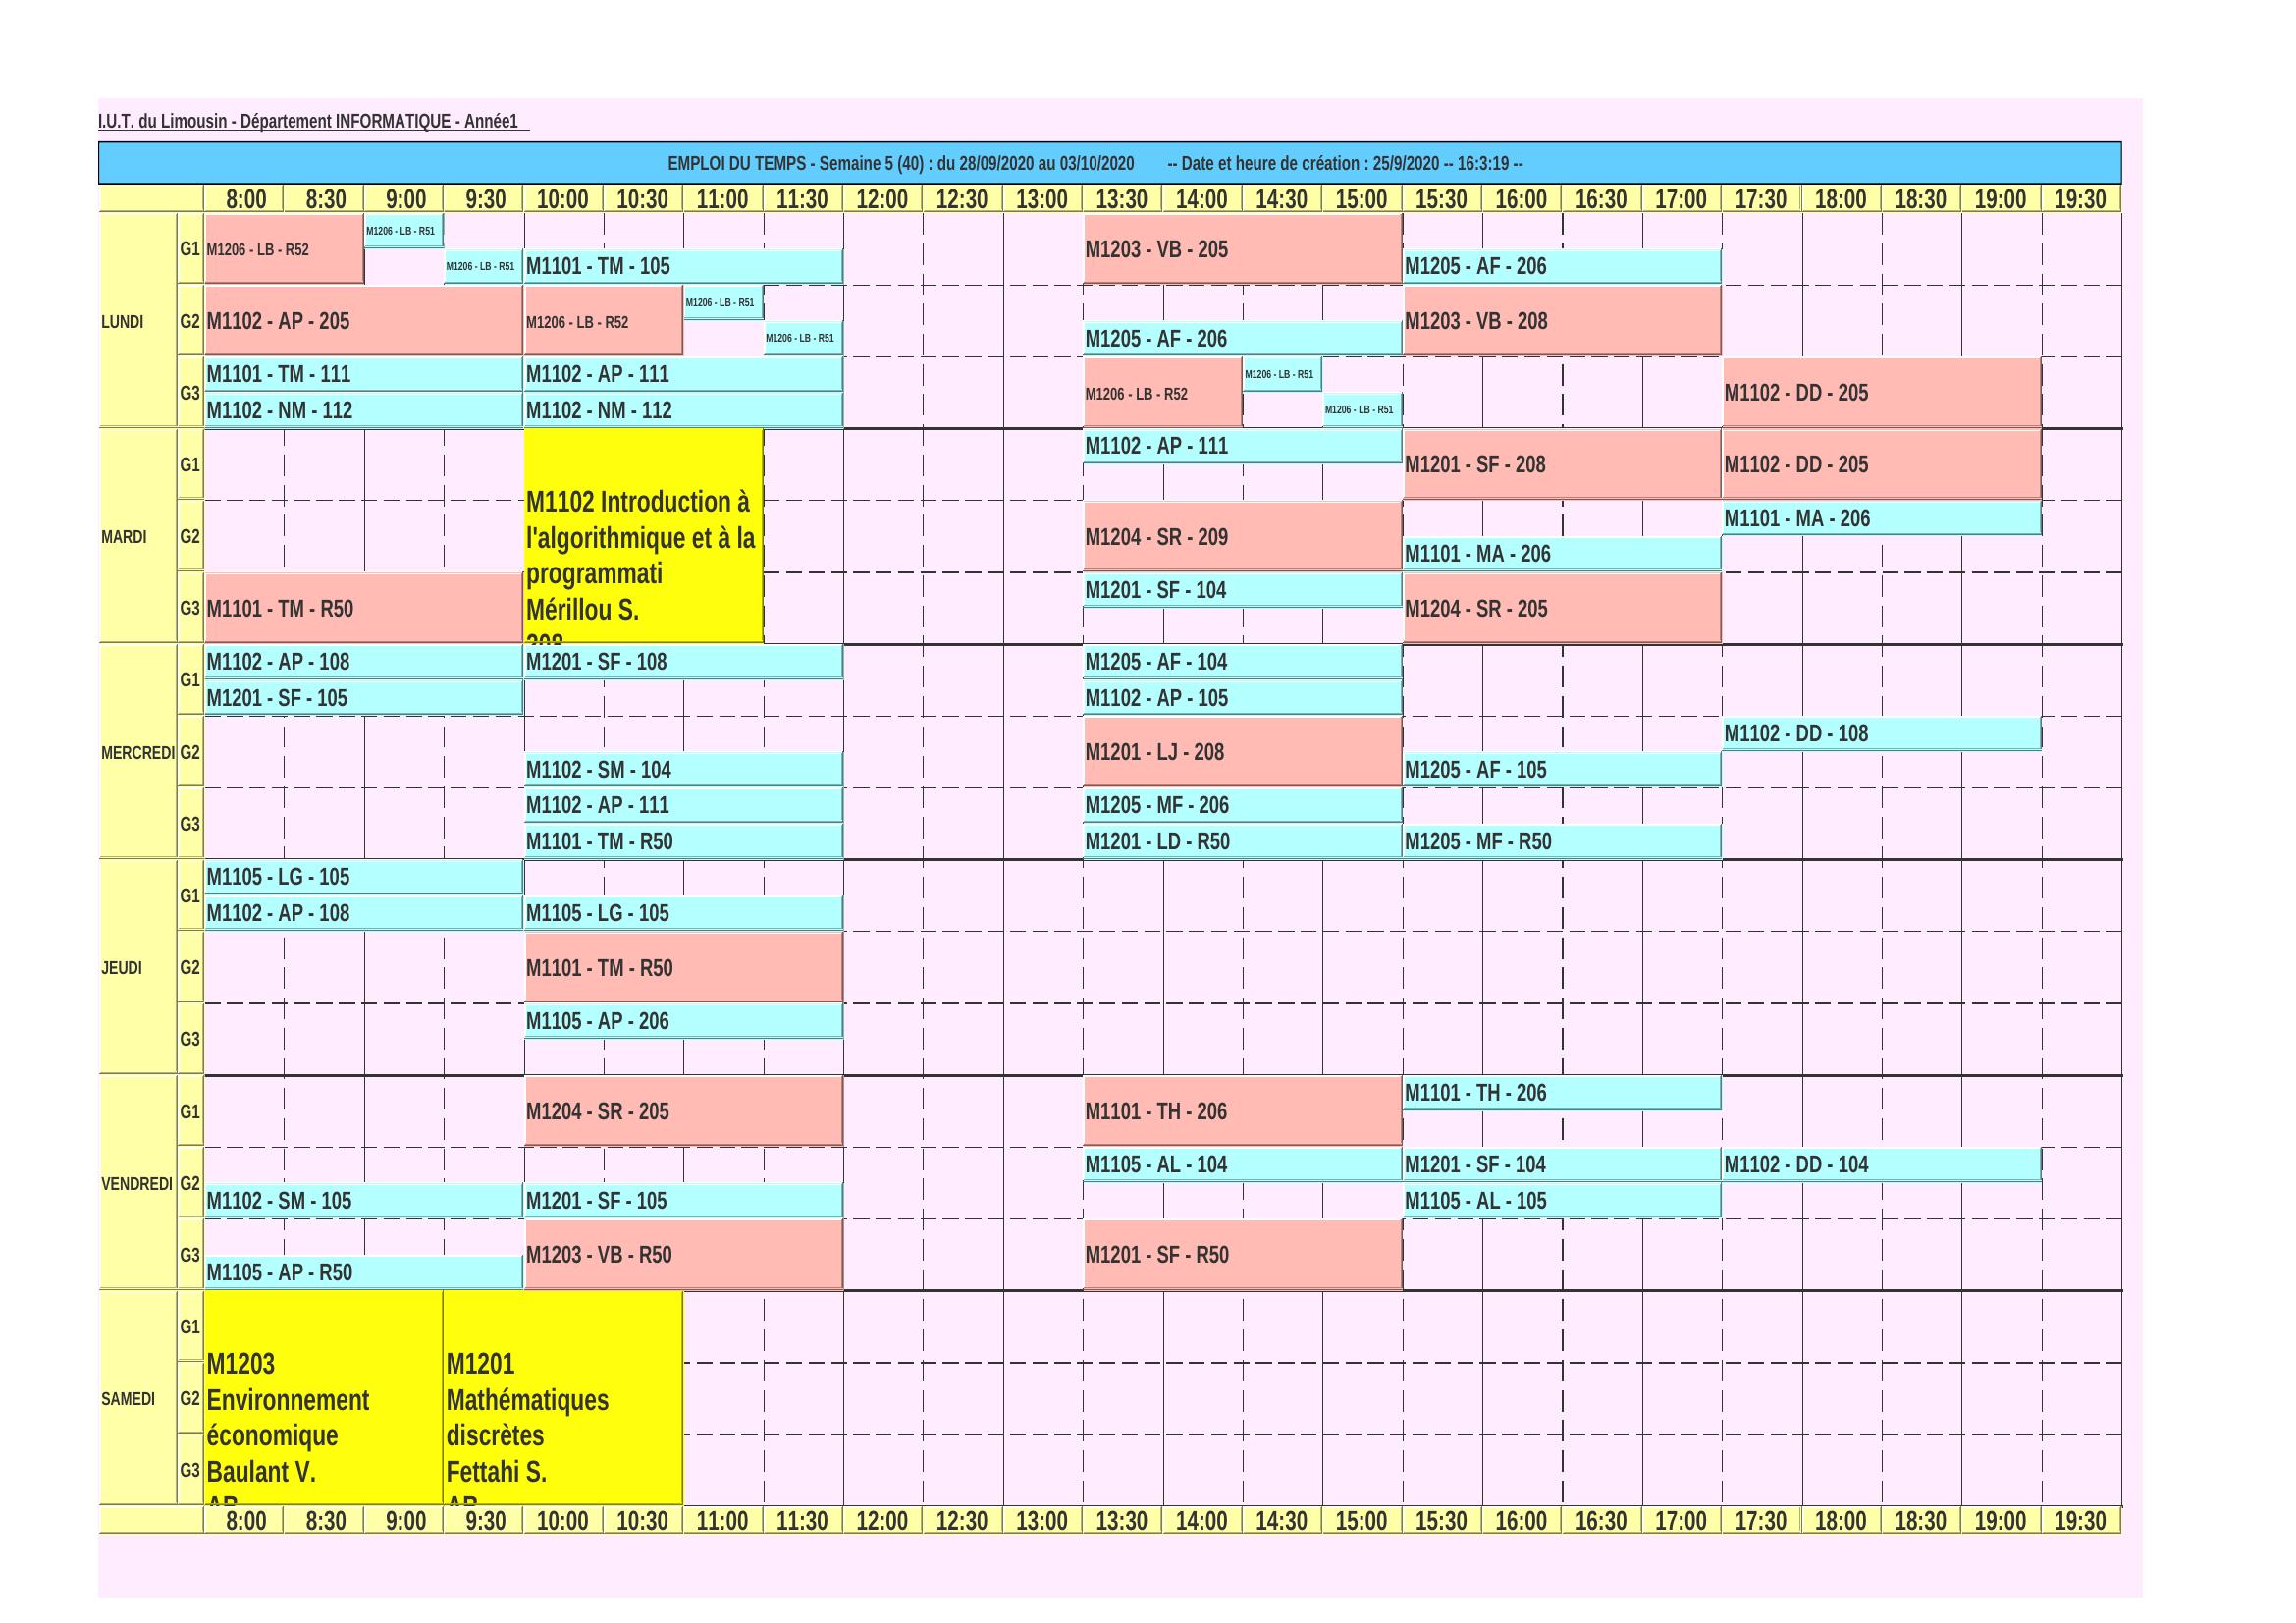 I.U.T. du Limousin - Département INFORMATIQUE - Année1
EMPLOI DU TEMPS - Semaine 5 (40) : du 28/09/2020 au 03/10/2020 -- Date et heure de création : 25/9/2020 -- 16:3:19 --
8:00 8:30 9:00 9:30 10:00 10:30 11:00 11:30 12:00 12:30 13:00 13:30 14:00 14:30 15:00 15:30 16:00 16:30 17:00 17:30 18:00 18:30 19:00 19:30
LUNDI
G1
M1206 - LB - R52
M1206 - LB - R51
M1206 - LB - R51
M1101 - TM - 105
M1203 - VB - 205
M1205 - AF - 206
G2
M1102 - AP - 205
M1206 - LB - R52
M1206 - LB - R51
M1206 - LB - R51
M1205 - AF - 206
M1203 - VB - 208
G3
M1101 - TM - 111
M1102 - NM - 112
M1102 - AP - 111
M1102 - NM - 112
M1206 - LB - R52
M1206 - LB - R51
M1206 - LB - R51
M1102 - DD - 205
MARDI
G1
M1102 Introduction à
l'algorithmique et à la
programmati
Mérillou S.
M1102 - AP - 111
M1201 - SF - 208
M1102 - DD - 205
G2
M1204 - SR - 209
M1101 - MA - 206
M1101 - MA - 206
G3
M1101 - TM - R50
M1201 - SF - 104
M1204 - SR - 205
MERCREDI
G1
M1102 - AP - 108
M1201 - SF - 105
M1201 - SF - 108
M1205 - AF - 104
M1102 - AP - 105
G2
M1102 - SM - 104
M1201 - LJ - 208
M1205 - AF - 105
M1102 - DD - 108
G3
M1102 - AP - 111
M1101 - TM - R50
M1205 - MF - 206
M1201 - LD - R50
M1205 - MF - R50
JEUDI
G1
M1105 - LG - 105
M1102 - AP - 108
M1105 - LG - 105
G2
M1101 - TM - R50
G3
M1105 - AP - 206
VENDREDI
G1
M1204 - SR - 205
M1101 - TH - 206
M1101 - TH - 206
G2
M1102 - SM - 105
M1201 - SF - 105
M1105 - AL - 104
M1201 - SF - 104
M1105 - AL - 105
M1102 - DD - 104
G3
M1105 - AP - R50
M1203 - VB - R50
M1201 - SF - R50
SAMEDI
G1
G2
G3
M1203
Environnement
économique
Baulant V.
M1201
Mathématiques
discrètes
Fettahi S.
8:00 8:30 9:00 9:30 10:00 10:30 11:00 11:30 12:00 12:30 13:00 13:30 14:00 14:30 15:00 15:30 16:00 16:30 17:00 17:30 18:00 18:30 19:00 19:30